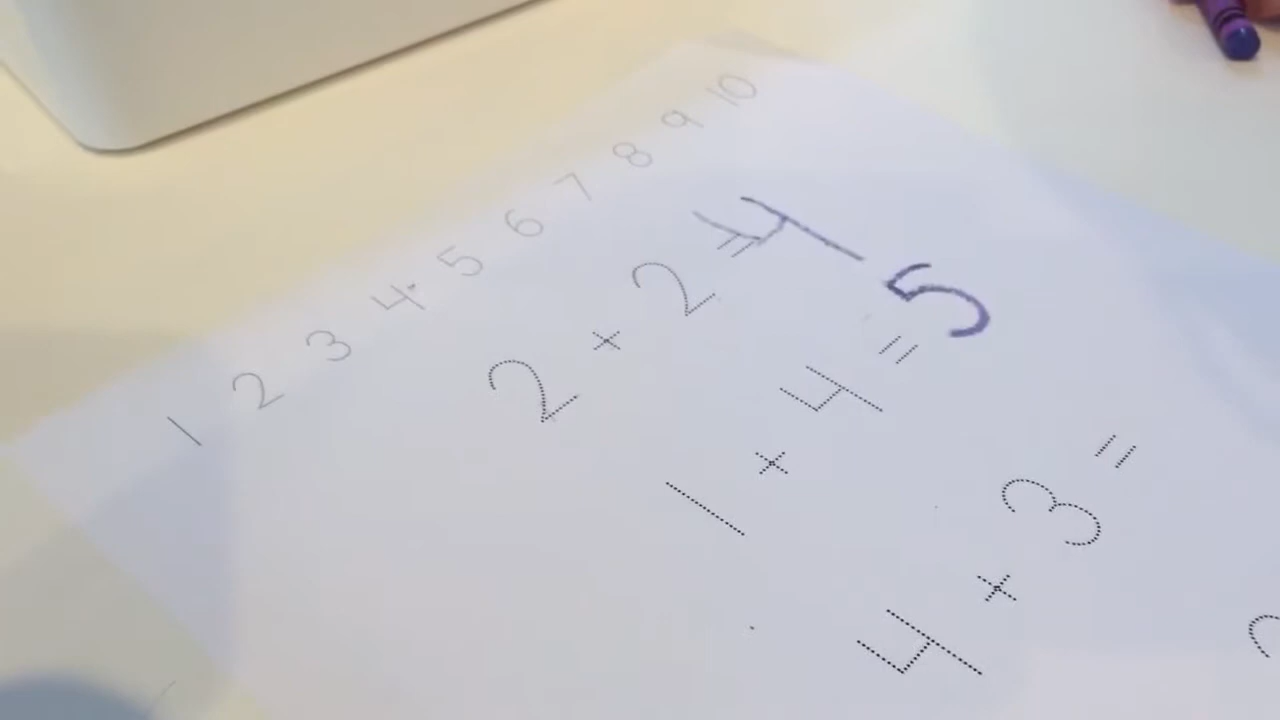 1 2 3 4 5 6 7 8 9 10
2 + 2 = 4
1 + 4 = 5
4 + 3 =